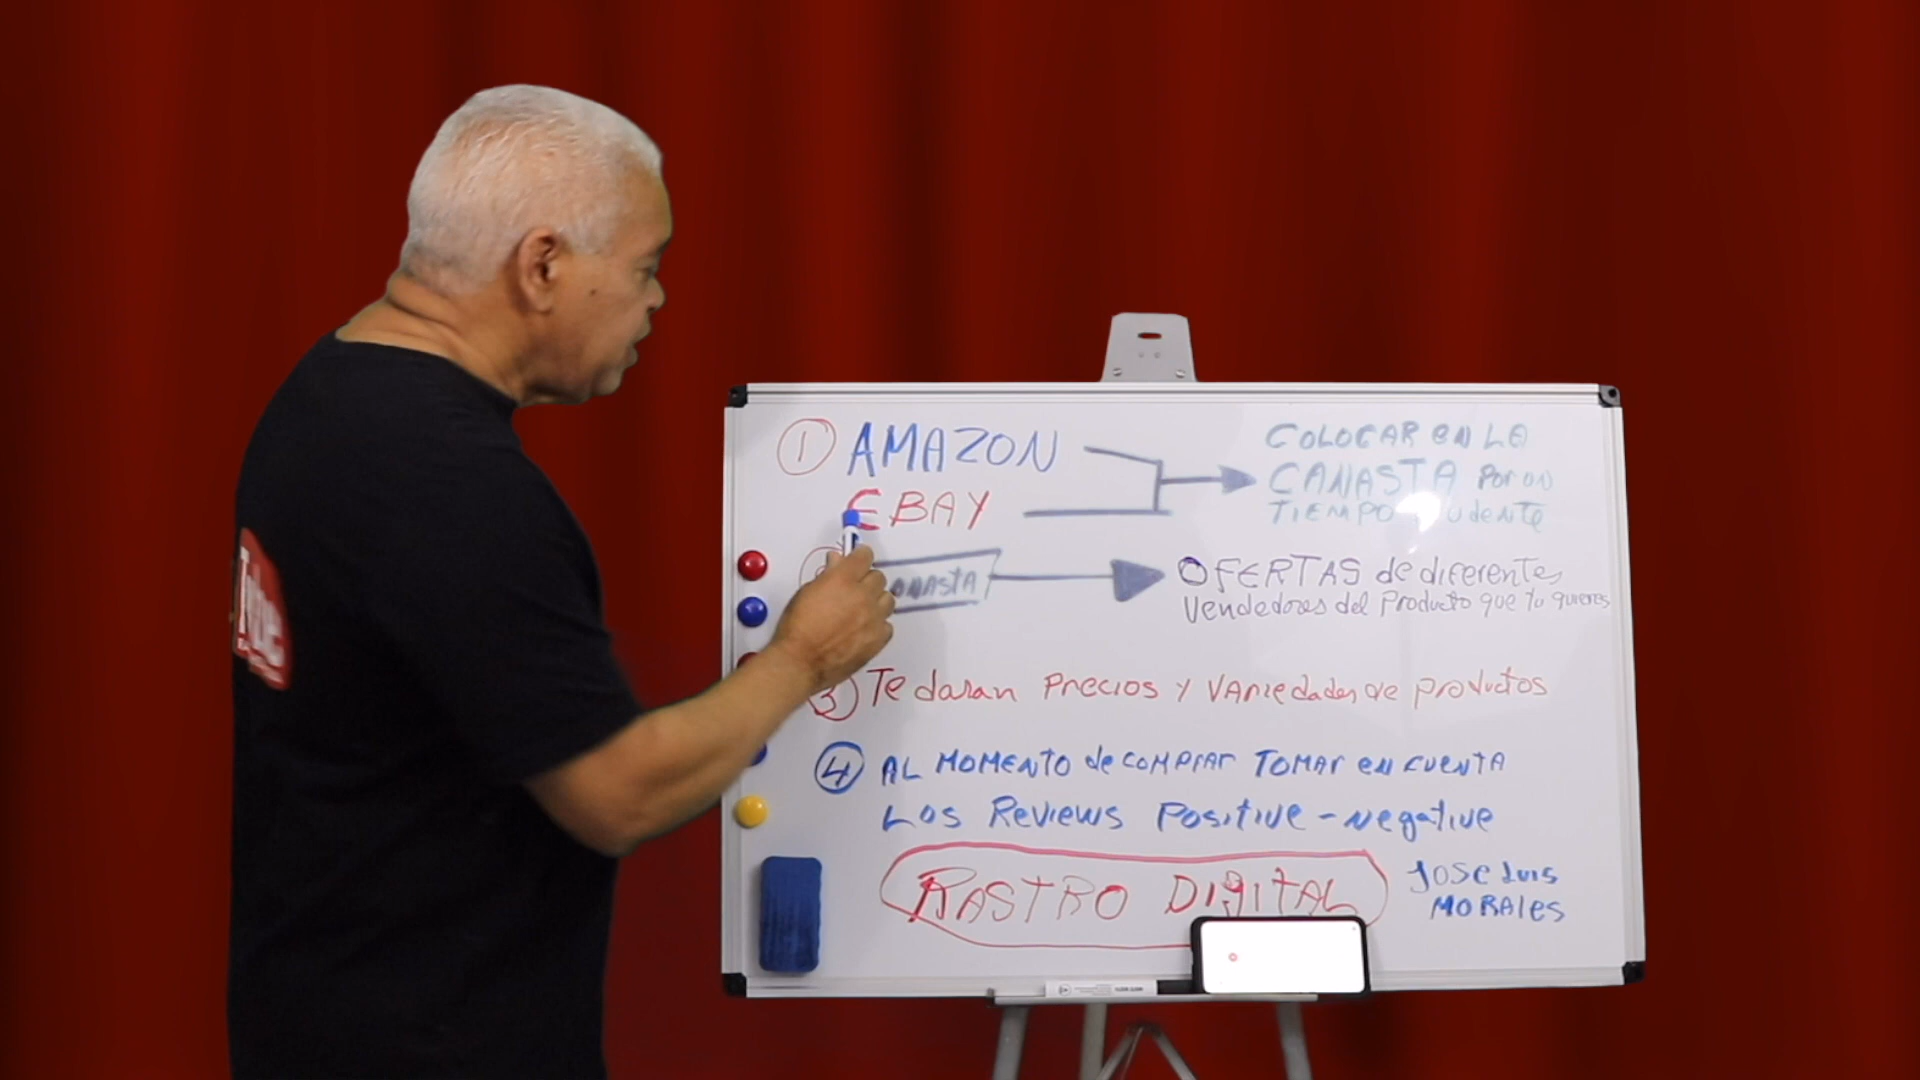 1 AMAZON
EBAY
COLOCAR EN LA
CANASTA POR UN
TIEMPO
CANASTA
OFERTAS de diferentes
Vendedores del Producto que tu quieres
3 Te daran Precios y VAriedades de productos
4 AL MOMENTO de COMPrAr TOMAr en cuenTA
Los Reviews Positive - Negative
RASTRO DIGITAL
Jose Luis
MORAles